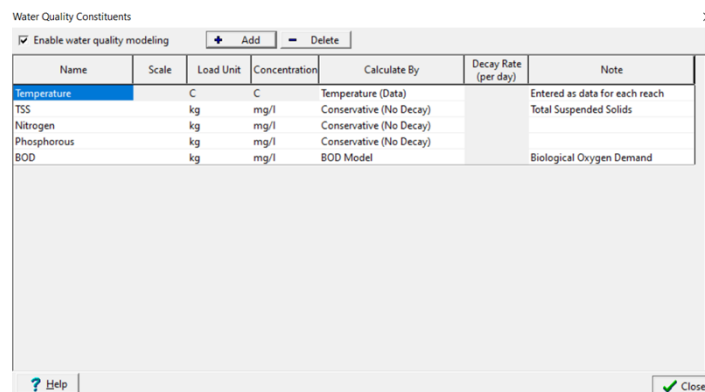 Water Quality Constituents
Enable water quality modeling + Add − Delete
Name Scale Load Unit Concentration Calculate By Decay Rate (per day) Note
Temperature C C Temperature (Data) Entered as data for each reach
TSS kg mg/l Conservative (No Decay) Total Suspended Solids
Nitrogen kg mg/l Conservative (No Decay)
Phosphorous kg mg/l Conservative (No Decay)
BOD kg mg/l BOD Model Biological Oxygen Demand
? Help Close